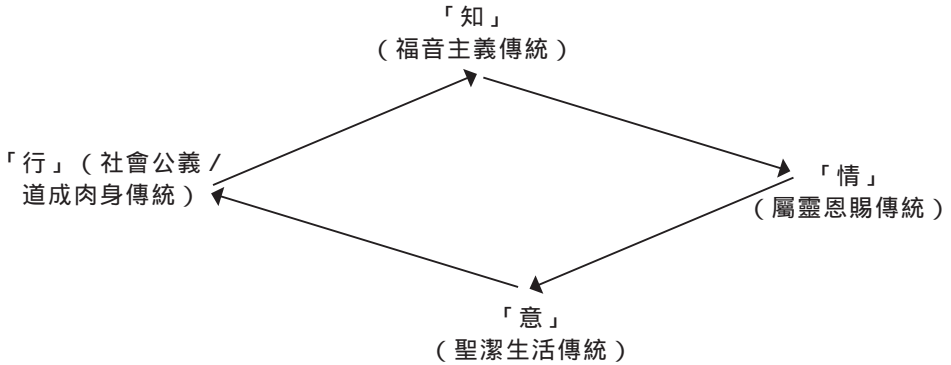 「知」
（福音主義傳統）
「行」（社會公義/
道成肉身傳統）
「情」
（屬靈恩賜傳統）
「意」
（聖潔生活傳統）